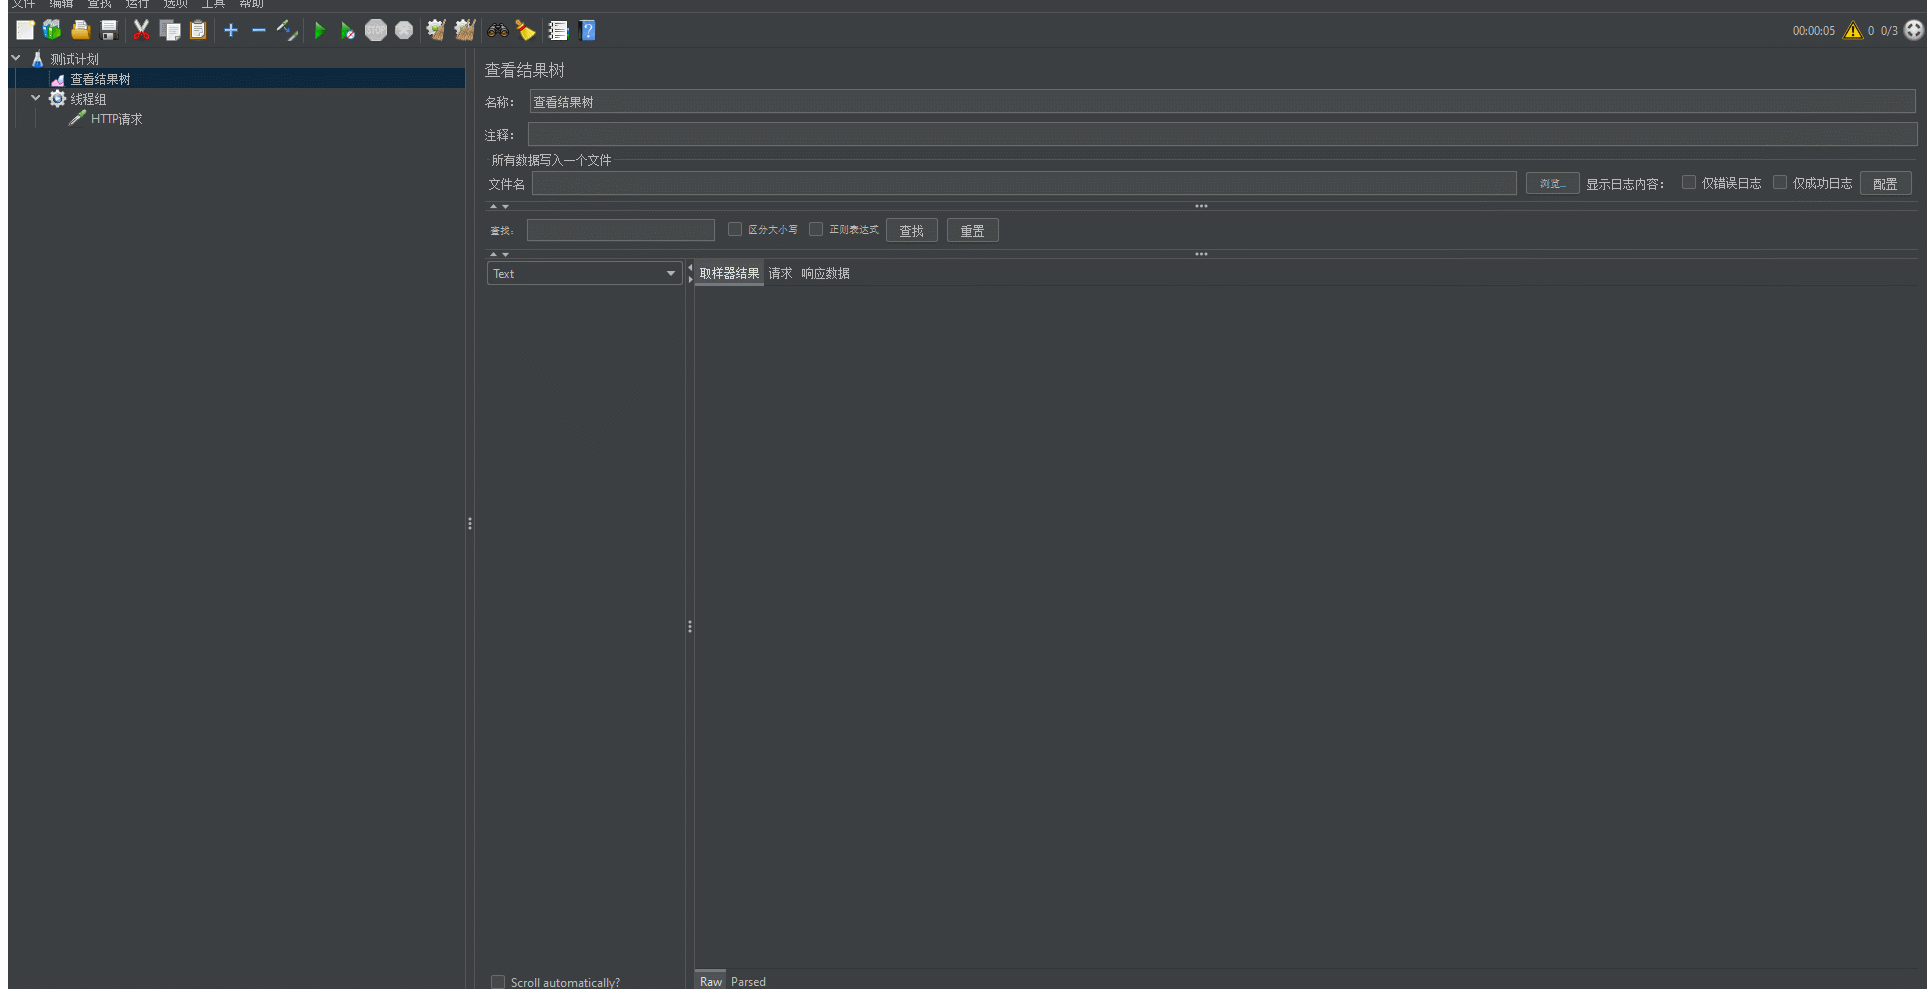 文件 编辑 查找 运行 选项 工具 帮助
STOP
00:00:05 0 0/3
测试计划
查看结果树
线程组
HTTP请求
查看结果树
名称： 查看结果树
注释：
所有数据写入一个文件
文件名 浏览... 显示日志内容： 仅错误日志 仅成功日志 配置
查找： 区分大小写 正则表达式 查找 重置
Text 取样器结果 请求 响应数据
Scroll automatically? Raw Parsed